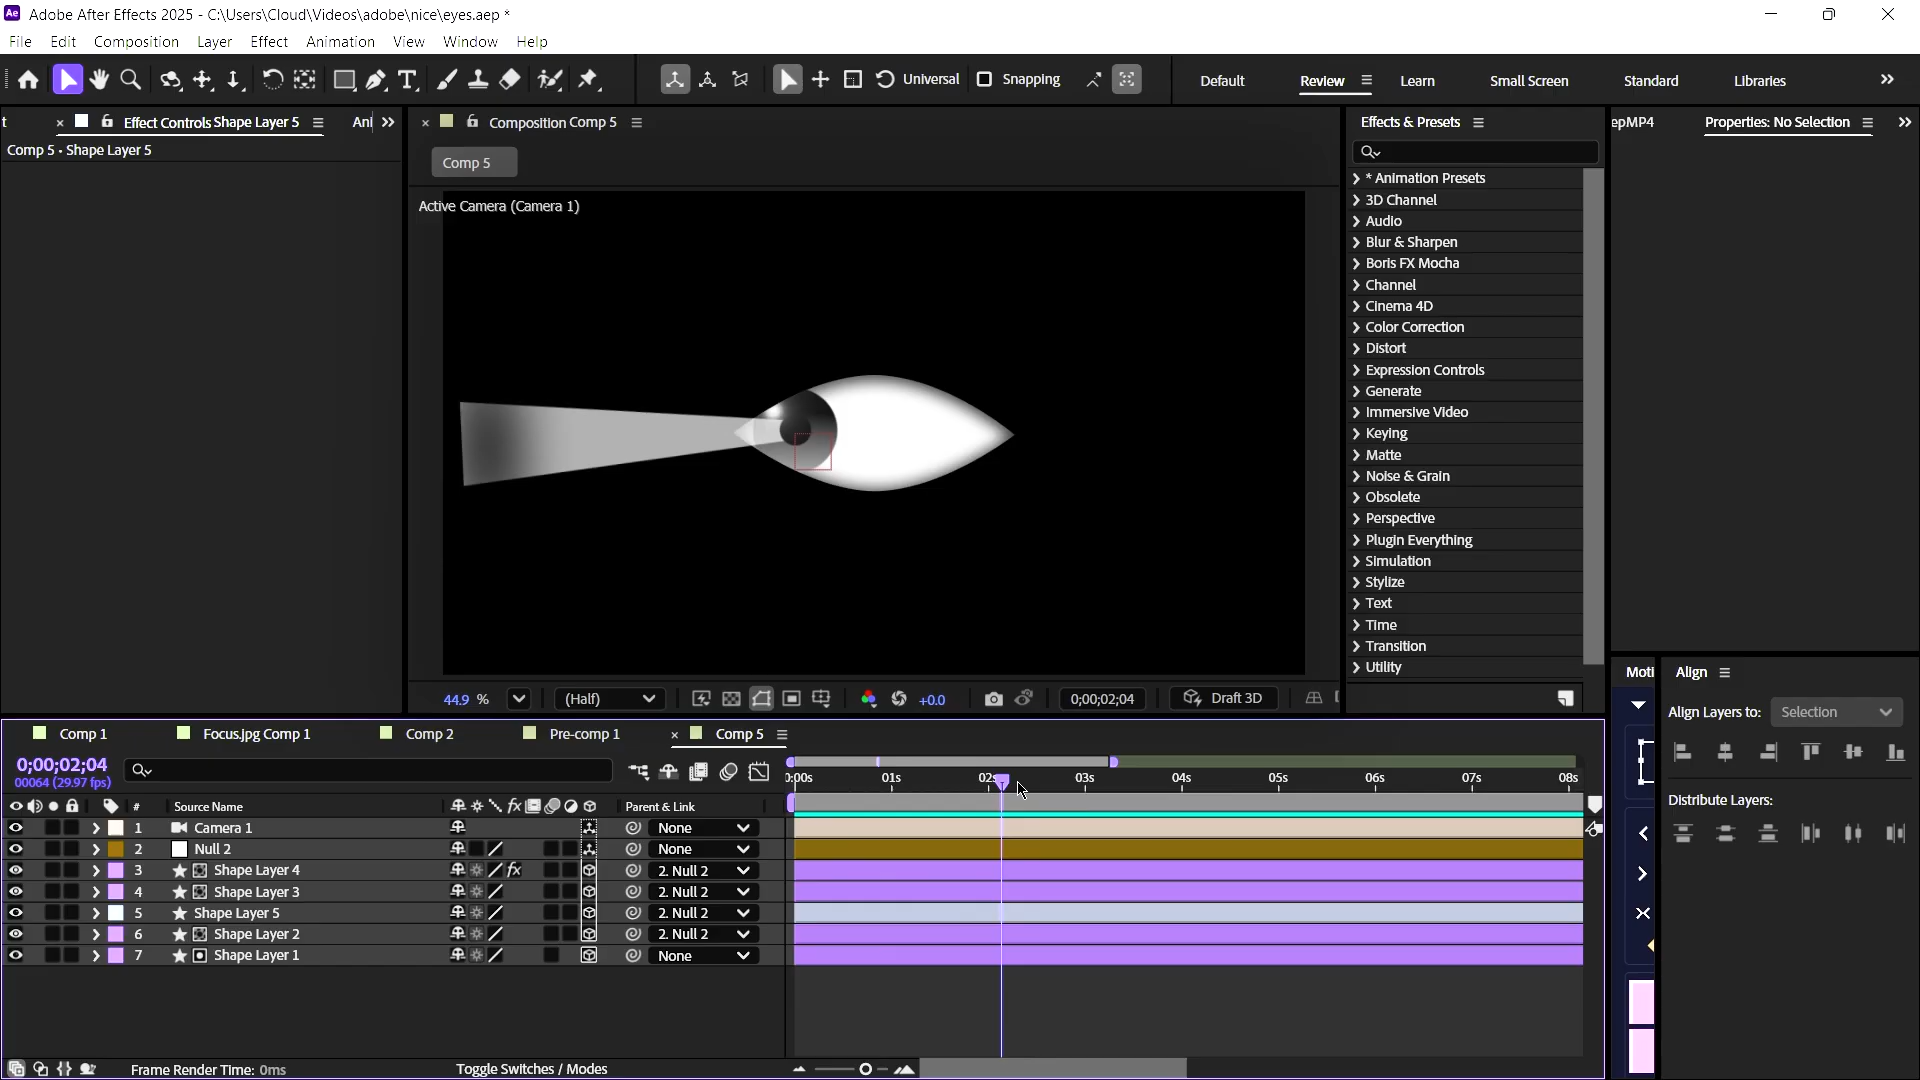 Adobe After Effects 2025 - C:\Users\Cloud\Videos\adobe\nice\eyes.aep *
File Edit Composition Layer Effect Animation View Window Help
Universal Snapping Default Review Learn Small Screen Standard Libraries
t × Effect Controls Shape Layer 5 Ani
× Composition Comp 5
Effects & Presets
epMP4 Properties: No Selection
Comp 5 • Shape Layer 5
Comp 5
Active Camera (Camera 1)
* Animation Presets
3D Channel
Audio
Blur & Sharpen
Boris FX Mocha
Channel
Cinema 4D
Color Correction
Distort
Expression Controls
Generate
Immersive Video
Keying
Matte
Noise & Grain
Obsolete
Perspective
Plugin Everything
Simulation
Stylize
Text
Time
Transition
Utility
44.9 % (Half) +0.0 0;00;02;04 Draft 3D
Moti Align
Align Layers to: Selection
Distribute Layers:
Comp 1 Focus.jpg Comp 1 Comp 2 Pre-comp 1 × Comp 5
0;00;02;04
00064 (29.97 fps)
0:00s 01s 02s 03s 04s 05s 06s 07s 08s
# Source Name fx Parent & Link
1 Camera 1 None
2 Null 2 None
3 Shape Layer 4 fx 2. Null 2
4 Shape Layer 3 2. Null 2
5 Shape Layer 5 2. Null 2
6 Shape Layer 2 2. Null 2
7 Shape Layer 1 None
Frame Render Time: 0ms Toggle Switches / Modes